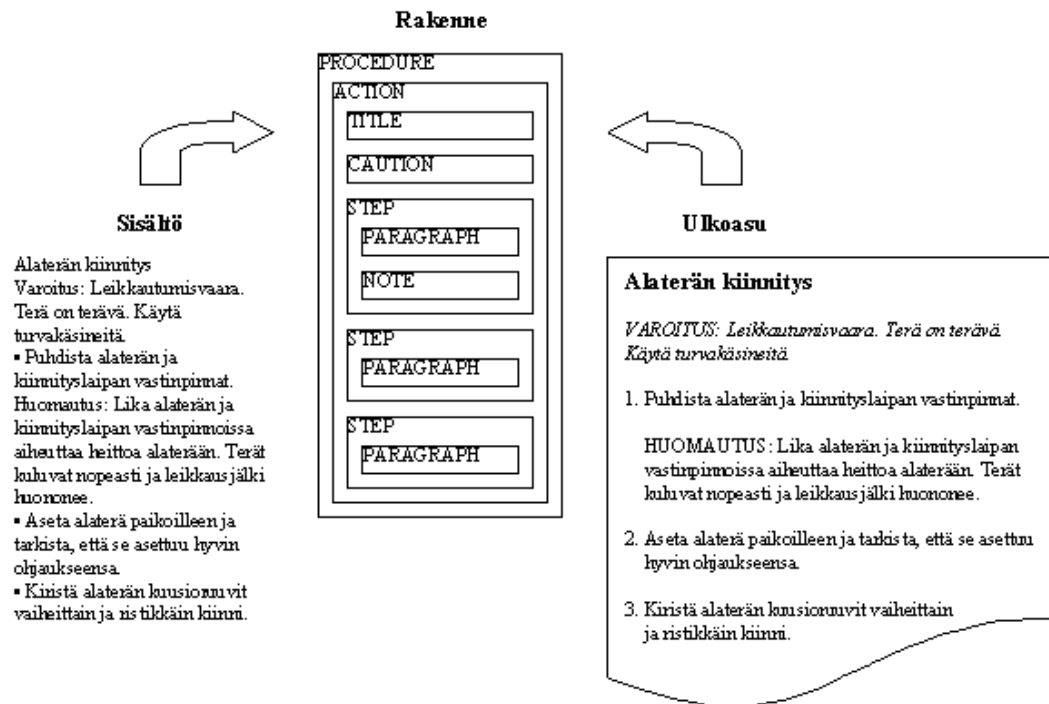 Rakenne
PROCEDURE
ACTION
TITLE
CAUTION
STEP
PARAGRAPH
NOTE
STEP
PARAGRAPH
STEP
PARAGRAPH
Sisältö
Alaterän kiinnitys
Varoitus: Leikkautumisvaara.
Terä on terävä. Käytä
turvakäsineitä.
▪ Puhdista alaterän ja
kiinnityslaipan vastinpinnat.
Huomautus: Lika alaterän ja
kiinnityslaipan vastinpinnoissa
aiheuttaa heittoa alaterään. Terät
kuluvat nopeasti ja leikkausjälki
huononee.
▪ Aseta alaterä paikoilleen ja
tarkista, että se asettuu hyvin
ohjaukseensa.
▪ Kiristä alaterän kuusioruuvit
vaiheittain ja ristikkäin kiinni.
Ulkoasu
Alaterän kiinnitys
VAROITUS: Leikkautumisvaara. Terä on terävä.
Käytä turvakäsineitä.
1. Puhdista alaterän ja kiinnityslaipan vastinpinnat.
HUOMAUTUS: Lika alaterän ja kiinnityslaipan
vastinpinnoissa aiheuttaa heittoa alaterään. Terät
kuluvat nopeasti ja leikkausjälki huononee.
2. Aseta alaterä paikoilleen ja tarkista, että se asettuu
hyvin ohjaukseensa.
3. Kiristä alaterän kuusioruuvit vaiheittain
ja ristikkäin kiinni.